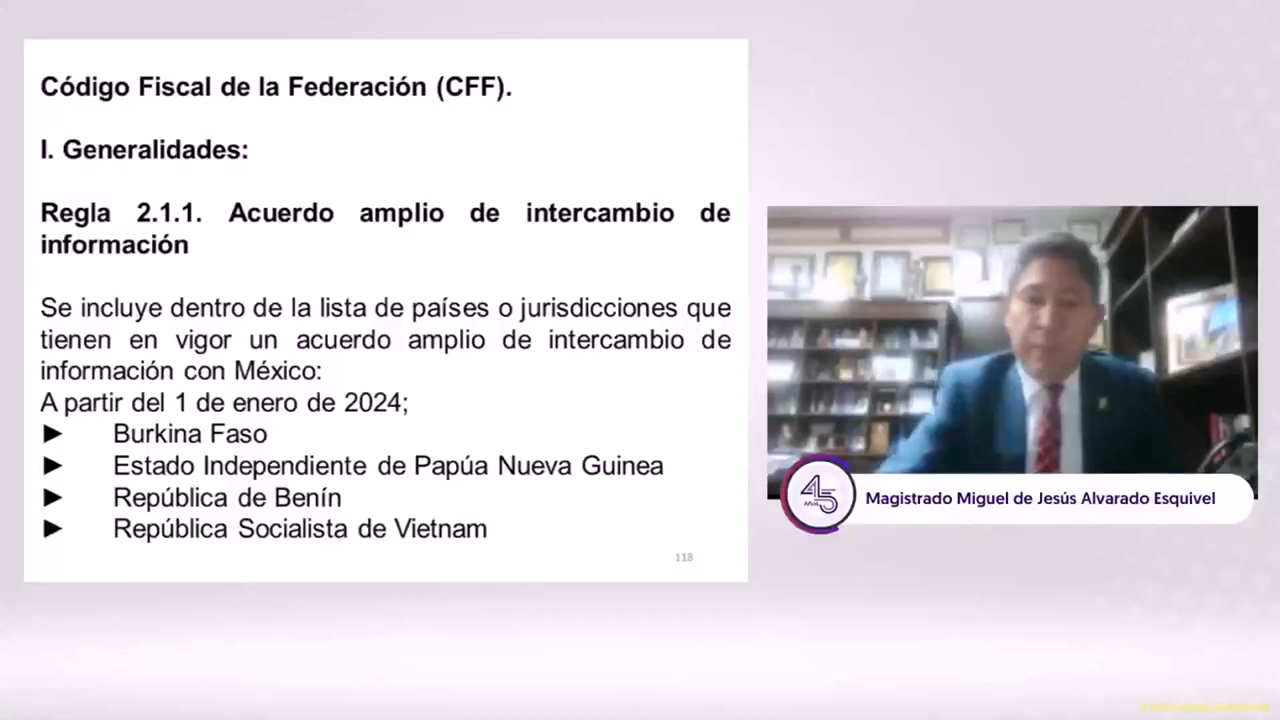 Código Fiscal de la Federación (CFF).
I. Generalidades:
Regla 2.1.1. Acuerdo amplio de intercambio de
información
Se incluye dentro de la lista de países o jurisdicciones que
tienen en vigor un acuerdo amplio de intercambio de
información con México:
A partir del 1 de enero de 2024;
► Burkina Faso
► Estado Independiente de Papúa Nueva Guinea
► República de Benín
► República Socialista de Vietnam
118
45
Años
Magistrado Miguel de Jesús Alvarado Esquivel